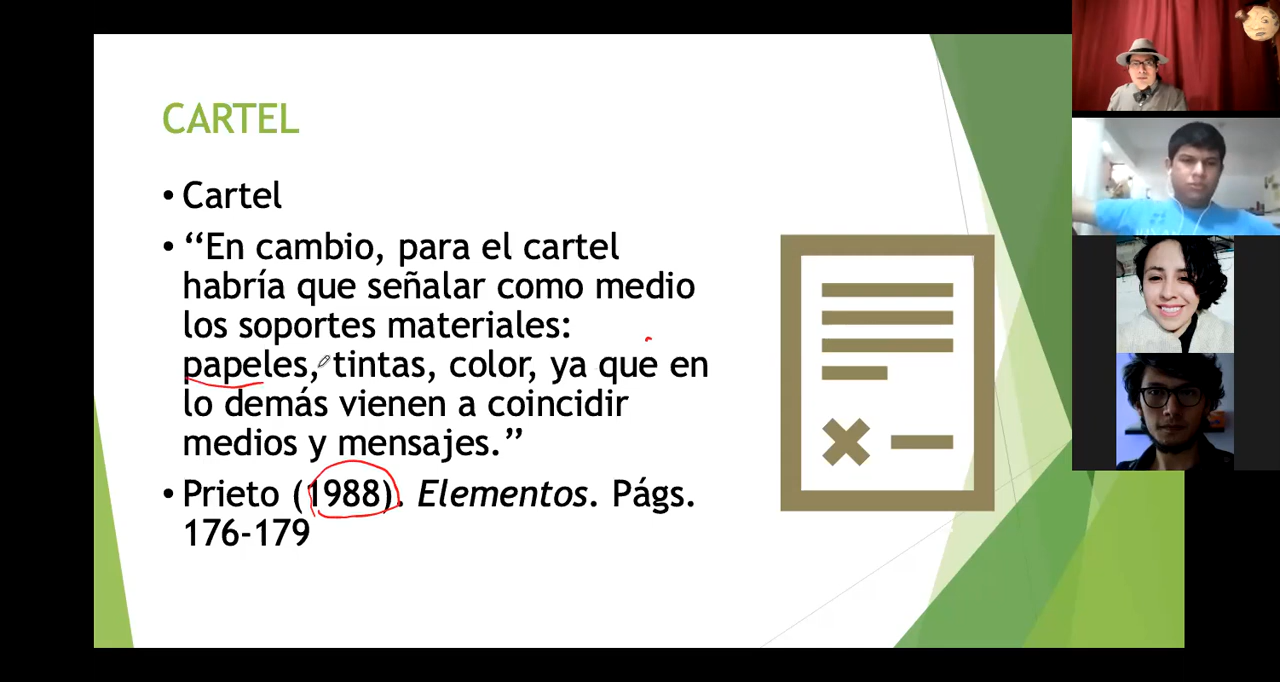 CARTEL
• Cartel
• “En cambio, para el cartel
habría que señalar como medio
los soportes materiales:
papeles, tintas, color, ya que en
lo demás vienen a coincidir
medios y mensajes.”
• Prieto (1988). Elementos. Págs.
176-179